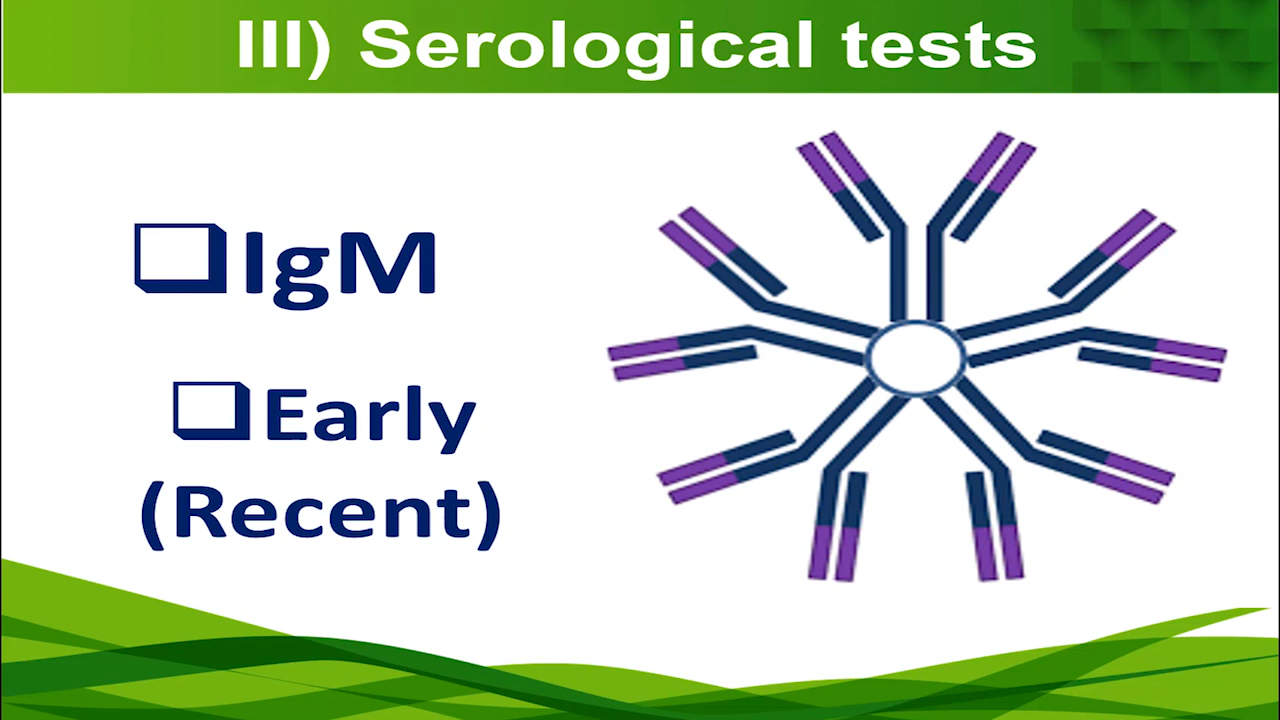 III) Serological tests
❑IgM
❑Early
(Recent)